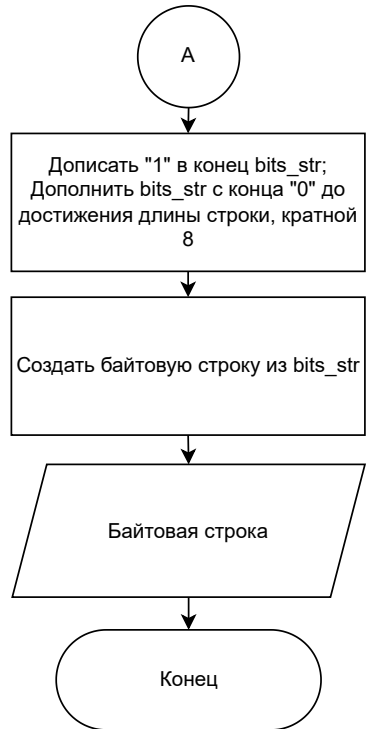 А
Дописать "1" в конец bits_str;
Дополнить bits_str с конца "0" до
достижения длины строки, кратной
8
Создать байтовую строку из bits_str
Байтовая строка
Конец